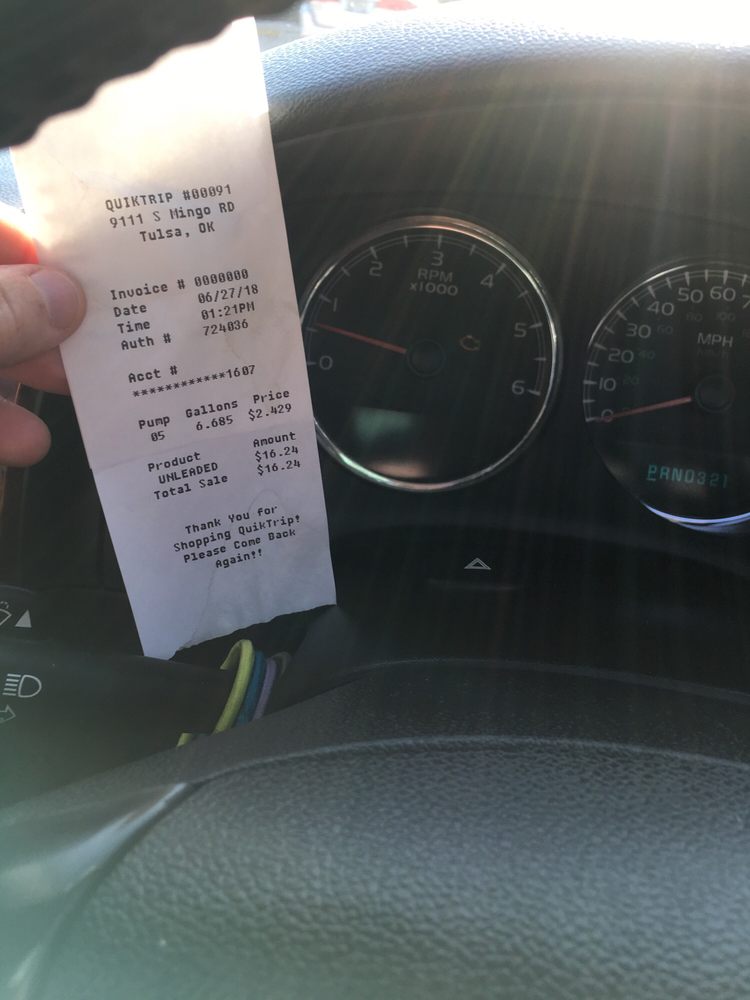 QUIKTRIP #00091
9111 S Mingo RD
Tulsa, OK
Invoice # 0000000
Date 06/27/18
Time 01:21PM
Auth # 724036
Acct #
************1607
Pump Gallons Price
05 6.685 $2.429
Product Amount
UNLEADED $16.24
Total Sale $16.24
Thank You for
Shopping QuikTrip!
Please Come Back
Again!!
0 1 2 3 4 5 6
RPM
x1000
0 10 20 30 40 50 60
MPH
PRND321